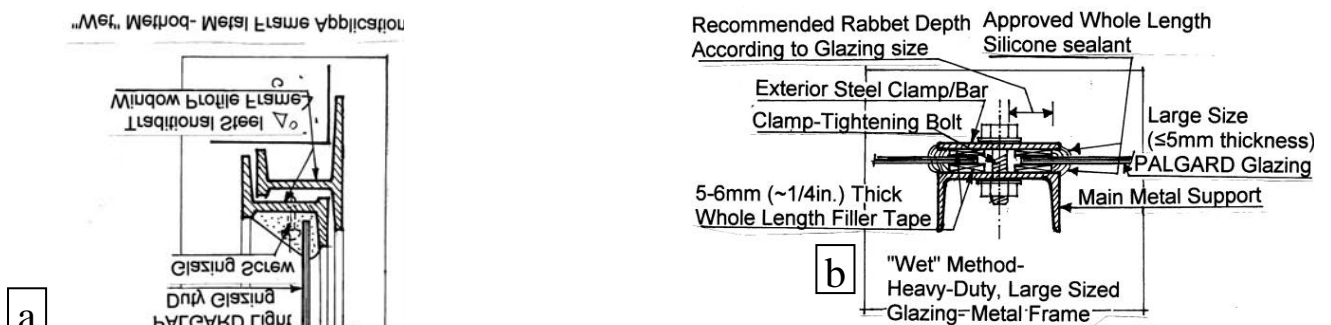 PALGARD Light
Duty Glazing
Glazing Screw
Traditional Steel
Window Profile Frame
"Wet" Method- Metal Frame Application
a
Recommended Rabbet Depth
According to Glazing size
Approved Whole Length
Silicone sealant
Exterior Steel Clamp/Bar
Clamp-Tightening Bolt
Large Size
(≤5mm thickness)
PALGARD Glazing
5-6mm (~1/4in.) Thick
Whole Length Filler Tape
Main Metal Support
b
"Wet" Method-
Heavy-Duty, Large Sized
Glazing-Metal Frame